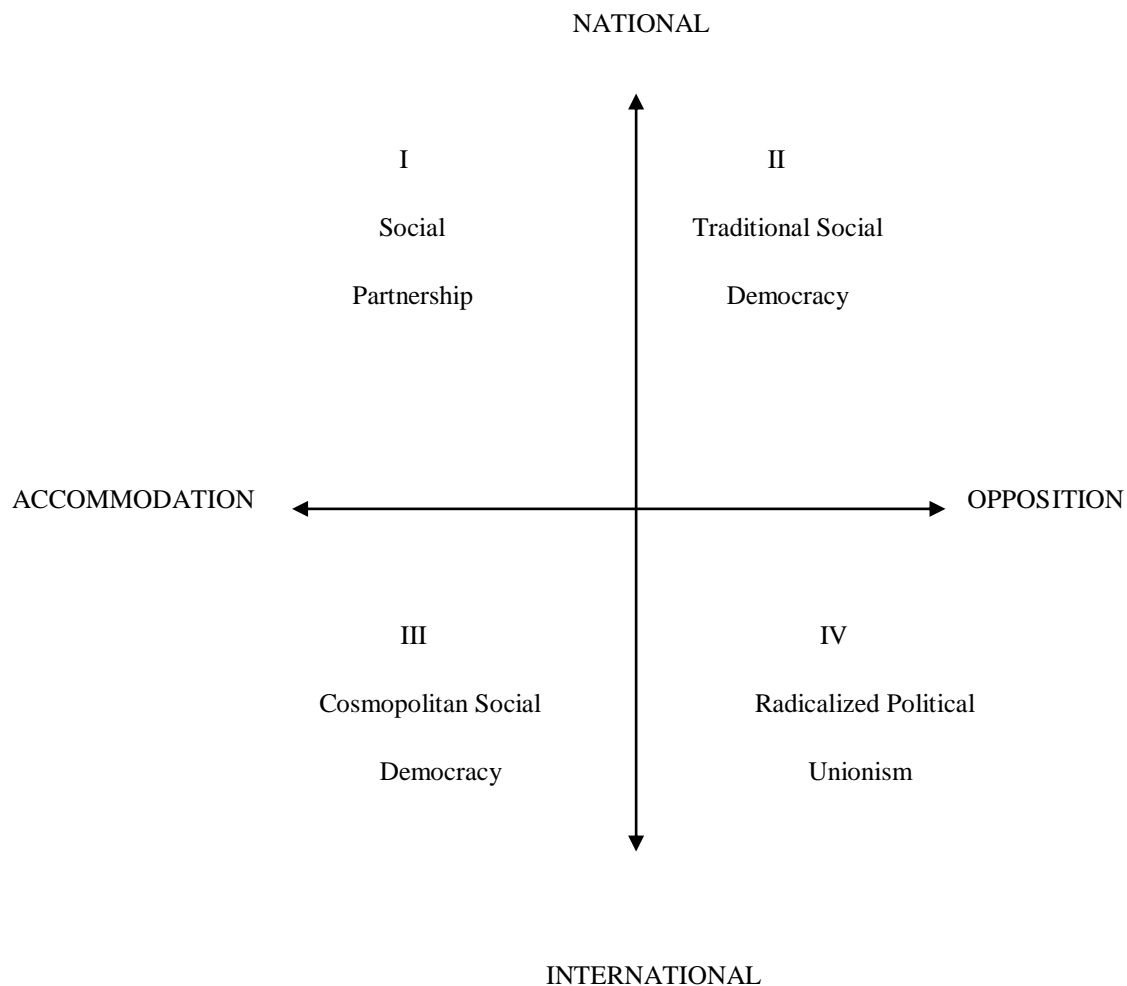 NATIONAL
I
Social
Partnership
II
Traditional Social
Democracy
ACCOMMODATION
OPPOSITION
III
Cosmopolitan Social
Democracy
IV
Radicalized Political
Unionism
INTERNATIONAL